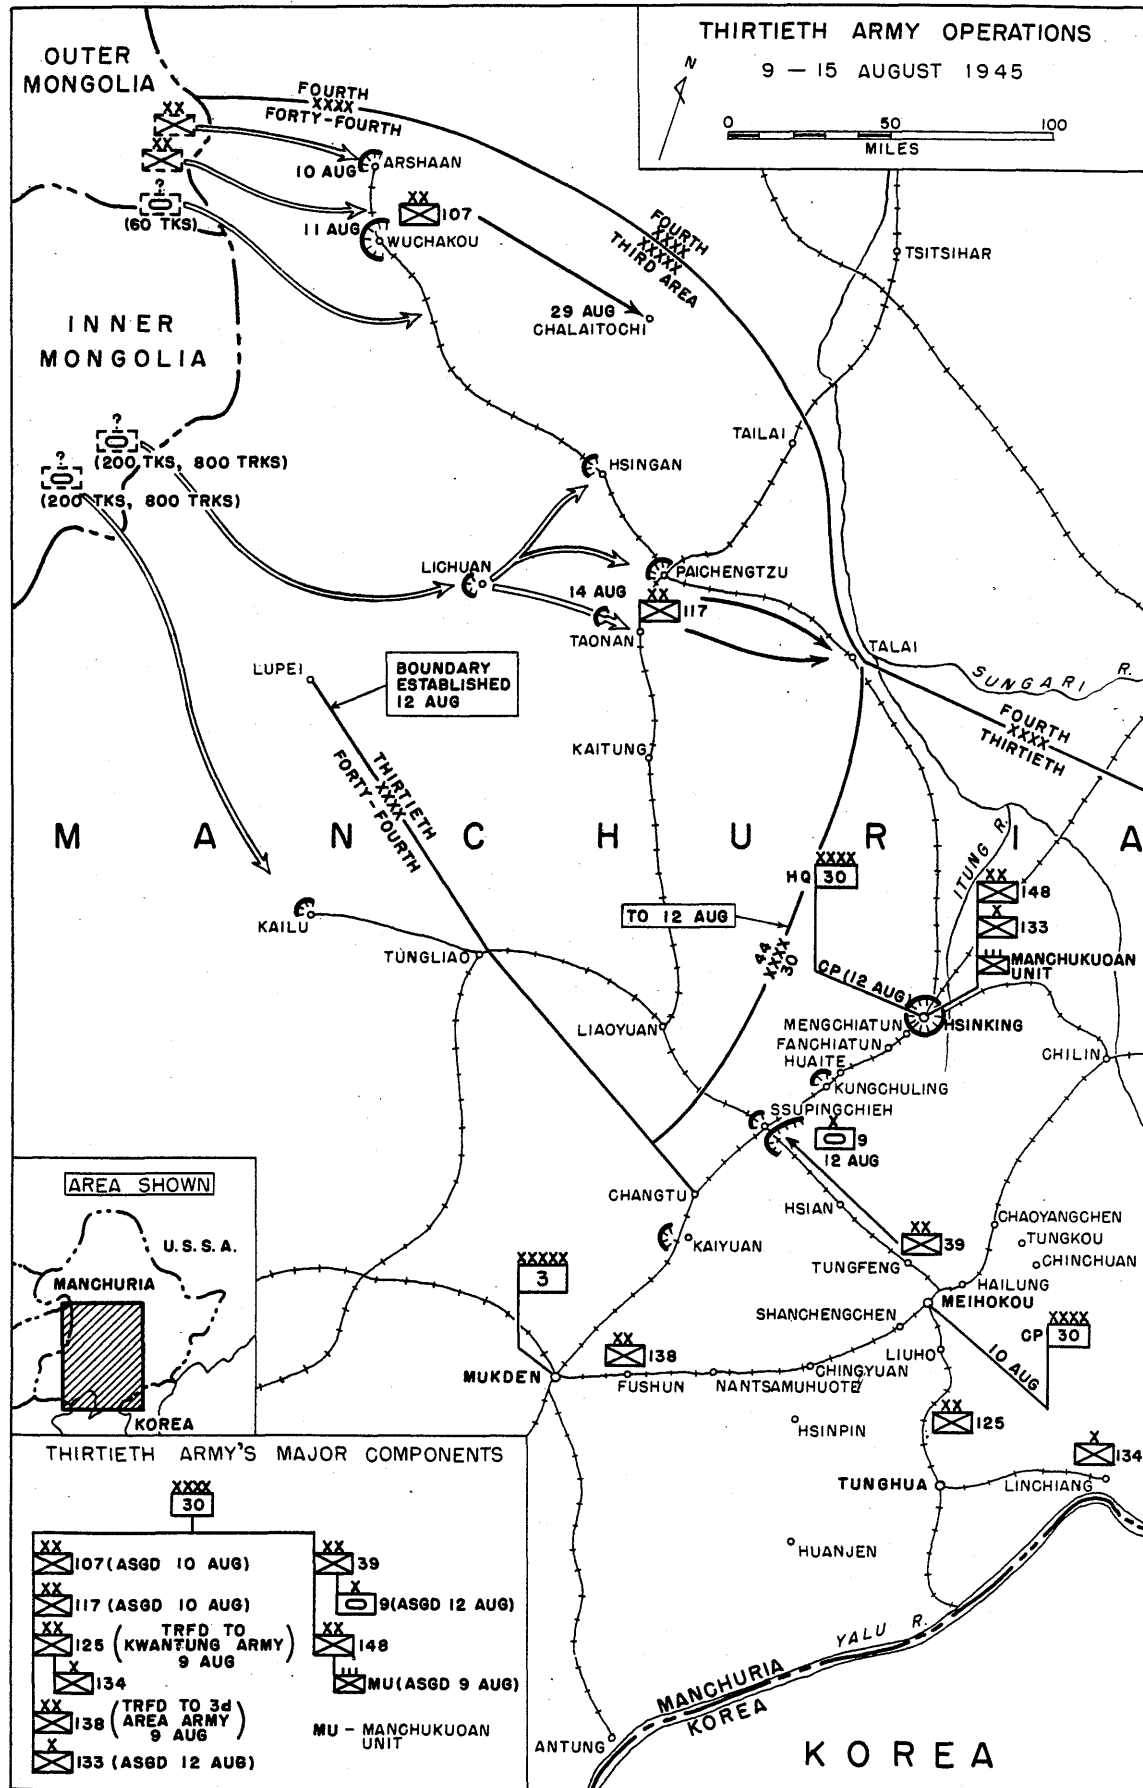 THIRTIETH ARMY OPERATIONS
9 – 15 AUGUST 1945
N
0 50 100
MILES
OUTER
MONGOLIA
XX
XX
?
(60 TKS)
FOURTH
XXXX
FORTY-FOURTH
10 AUG
ARSHAAN
11 AUG
XX
107
WUCHAKOU
29 AUG
CHALAITOCHI
FOURTH
XXXX
XXXXX
THIRD AREA
TSITSIHAR
INNER
MONGOLIA
?
(200 TKS, 800 TRKS)
?
(200 TKS, 800 TRKS)
TAILAI
HSINGAN
LICHUAN
14 AUG
PAICHENGTZU
XX
117
TAONAN
TALAI
SUNGARI R.
LUPEI
BOUNDARY
ESTABLISHED
12 AUG
THIRTIETH
XXXX
FORTY-FOURTH
KAITUNG
FOURTH
XXXX
THIRTIETH
MANCHURIA
ITUNG R.
XXXX
HQ 30
XX
148
X
133
III
MANCHUKUOAN
UNIT
KAILU
TUNGLIAO
TO 12 AUG
44
XXXX
30
CP (12 AUG)
HSINKING
LIAOYUAN
MENGCHIATUN
FANCHIATUN
HUAITE
KUNGCHULING
CHILIN
SSUPINGCHIEH
X
9
12 AUG
CHANGTU
HSIAN
KAIYUAN
XX
39
TUNGFENG
CHAOYANGCHEN
TUNGKOU
CHINCHUAN
HAILUNG
MEIHOKOU
SHANCHENGCHEN
XXXX
CP 30
10 AUG
XXXXX
3
MUKDEN
XX
138
FUSHUN
NANTSAMUHUOTE
CHINGYUAN
LIUHO
HSINPIN
XX
125
TUNGHUA
X
134
LINCHIANG
HUANJEN
YALU R.
MANCHURIA
KOREA
ANTUNG
KOREA
AREA SHOWN
U.S.S.A.
MANCHURIA
KOREA
THIRTIETH ARMY'S MAJOR COMPONENTS
XXXX
30
XX
107 (ASGD 10 AUG)
XX
117 (ASGD 10 AUG)
XX
125 (TRFD TO
KWANTUNG ARMY
9 AUG)
X
134
XX
138 (TRFD TO 3d
AREA ARMY
9 AUG)
X
133 (ASGD 12 AUG)
XX
39
X
9 (ASGD 12 AUG)
XX
148
III
MU (ASGD 9 AUG)
MU – MANCHUKUOAN
UNIT